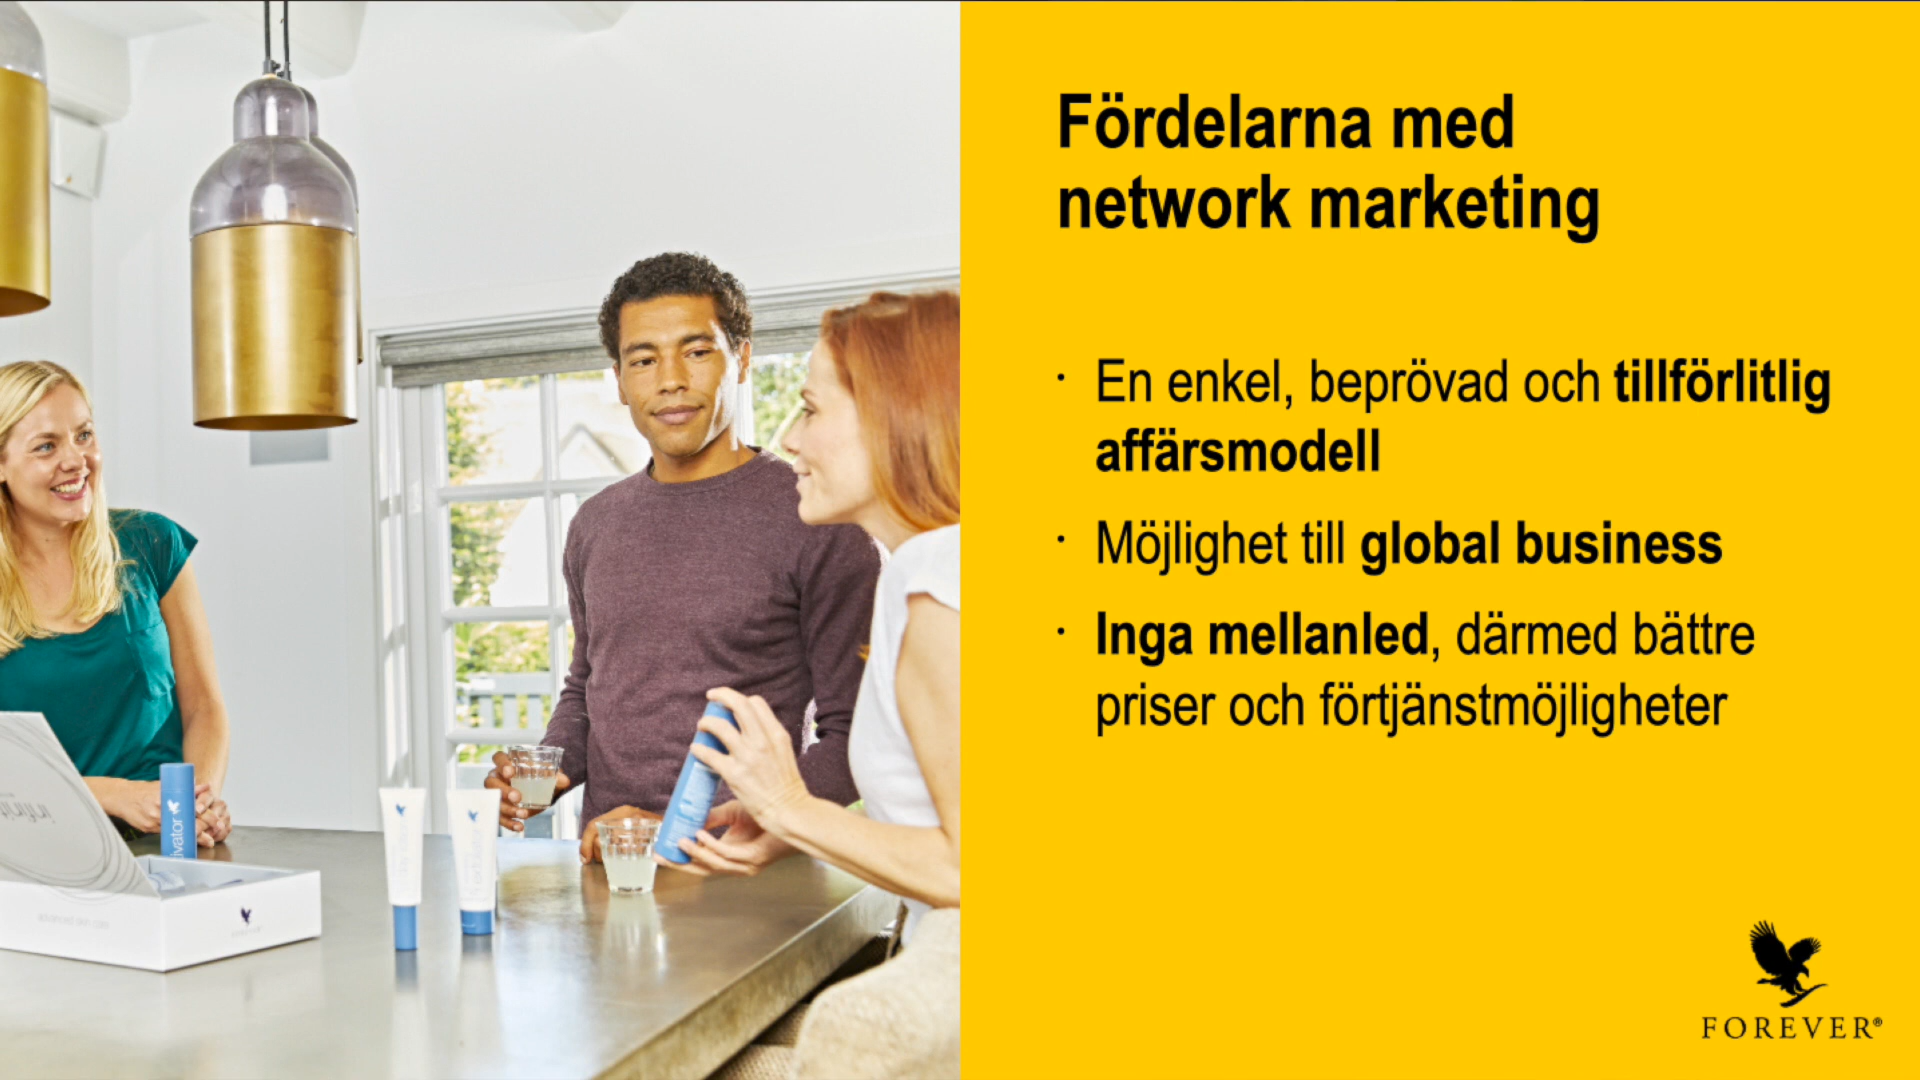 Fördelarna med
network marketing
· En enkel, beprövad och tillförlitlig
affärsmodell
· Möjlighet till global business
· Inga mellanled, därmed bättre
priser och förtjänstmöjligheter
FOREVER®
ivator